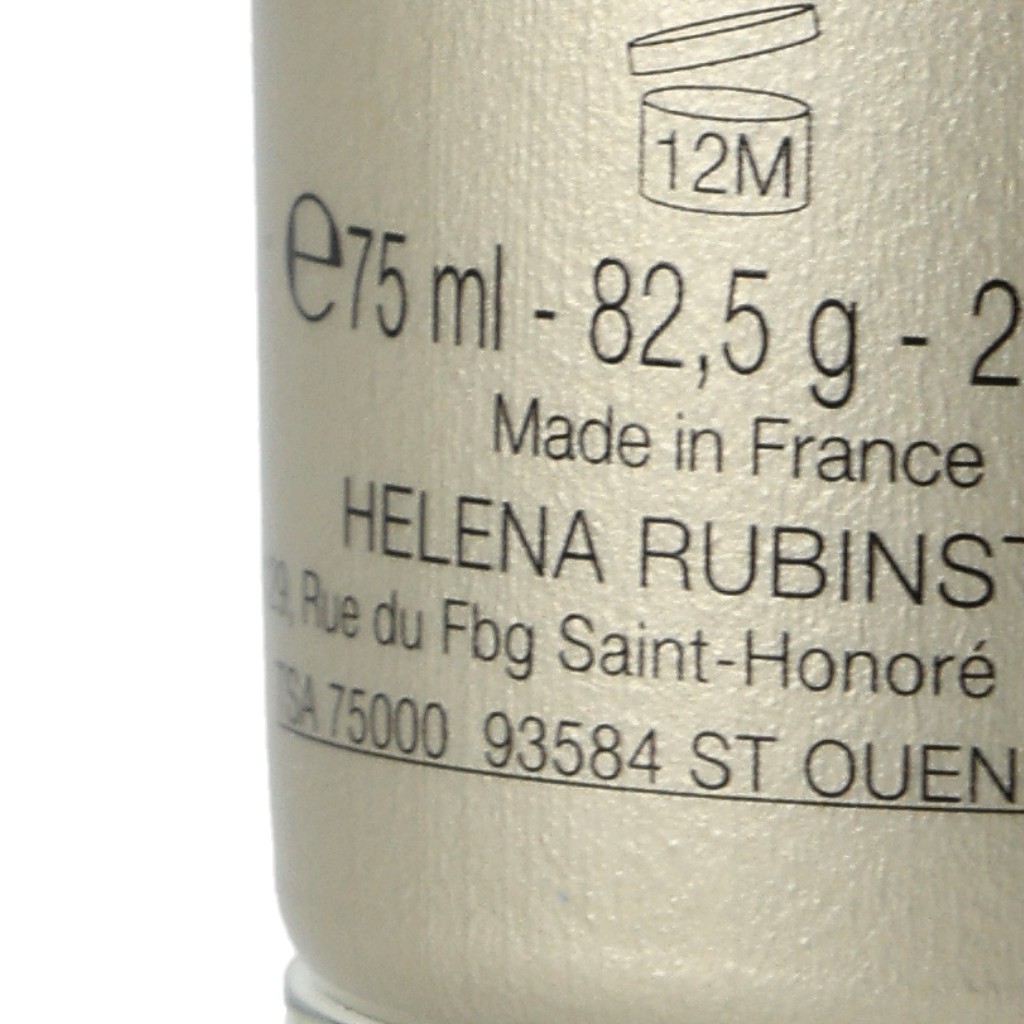 12M
℮75 ml - 82,5 g - 2
Made in France
HELENA RUBINST
29, Rue du Fbg Saint-Honoré
TSA 75000 93584 ST OUEN